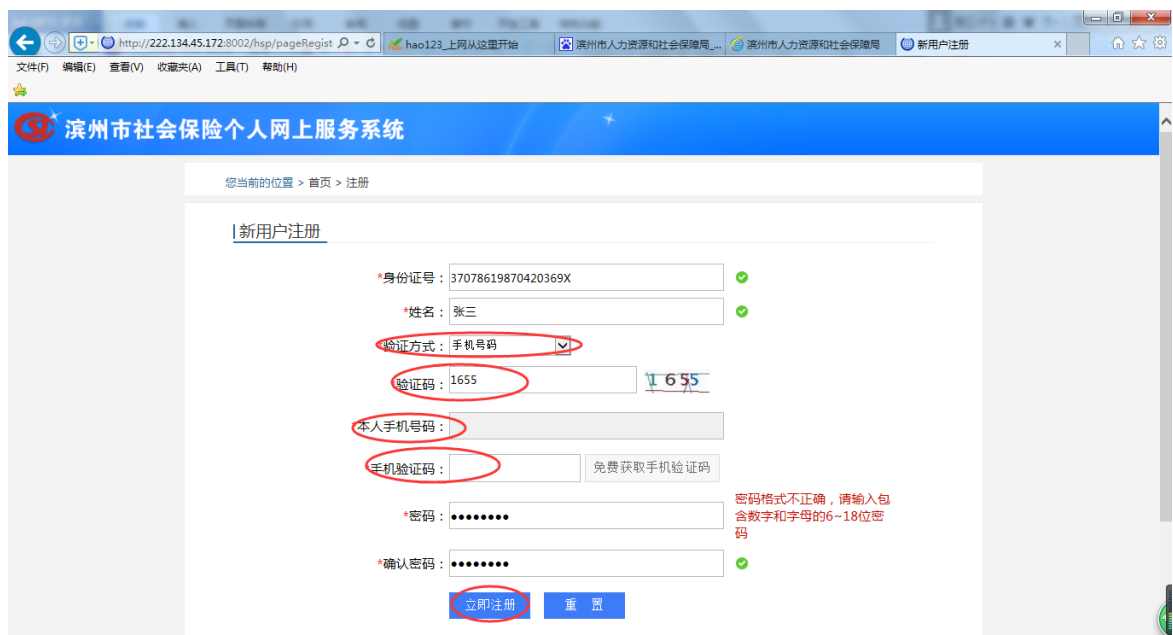 http://222.134.45.172:8002/hsp/pageRegist
hao123_上网从这里开始
滨州市人力资源和社会保障局_...
滨州市人力资源和社会保障局
新用户注册
文件(F) 编辑(E) 查看(V) 收藏夹(A) 工具(T) 帮助(H)
滨州市社会保险个人网上服务系统
您当前的位置 > 首页 > 注册
新用户注册
*身份证号： 37078619870420369X
*姓名： 张三
*验证方式： 手机号码
验证码： 1655 1655
*本人手机号码：
*手机验证码： 免费获取手机验证码
*密码： ●●●●●●●●
密码格式不正确，请输入包
含数字和字母的6~18位密
码
*确认密码： ●●●●●●●●
立即注册 重 置